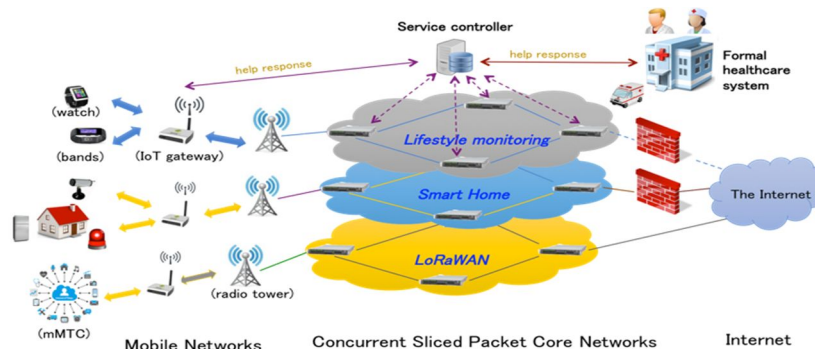 Service controller
help response
help response
Formal
healthcare
system
(watch)
(bands)
(IoT gateway)
Lifestyle monitoring
Smart Home
The Internet
LoRaWAN
(radio tower)
(mMTC)
Mobile Networks
Concurrent Sliced Packet Core Networks
Internet